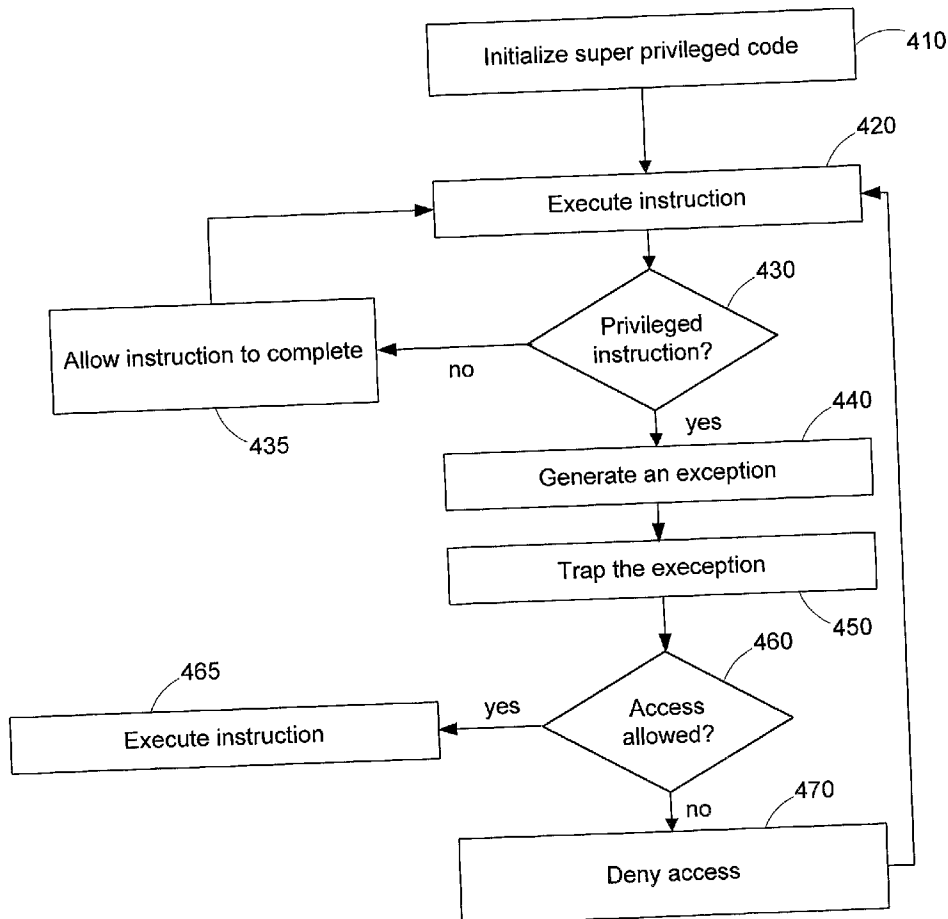 Initialize super privileged code
410
420
Execute instruction
430
Privileged
instruction?
Allow instruction to complete
no
435
yes
440
Generate an exception
Trap the exeception
450
460
465
yes
Access
allowed?
Execute instruction
no
470
Deny access